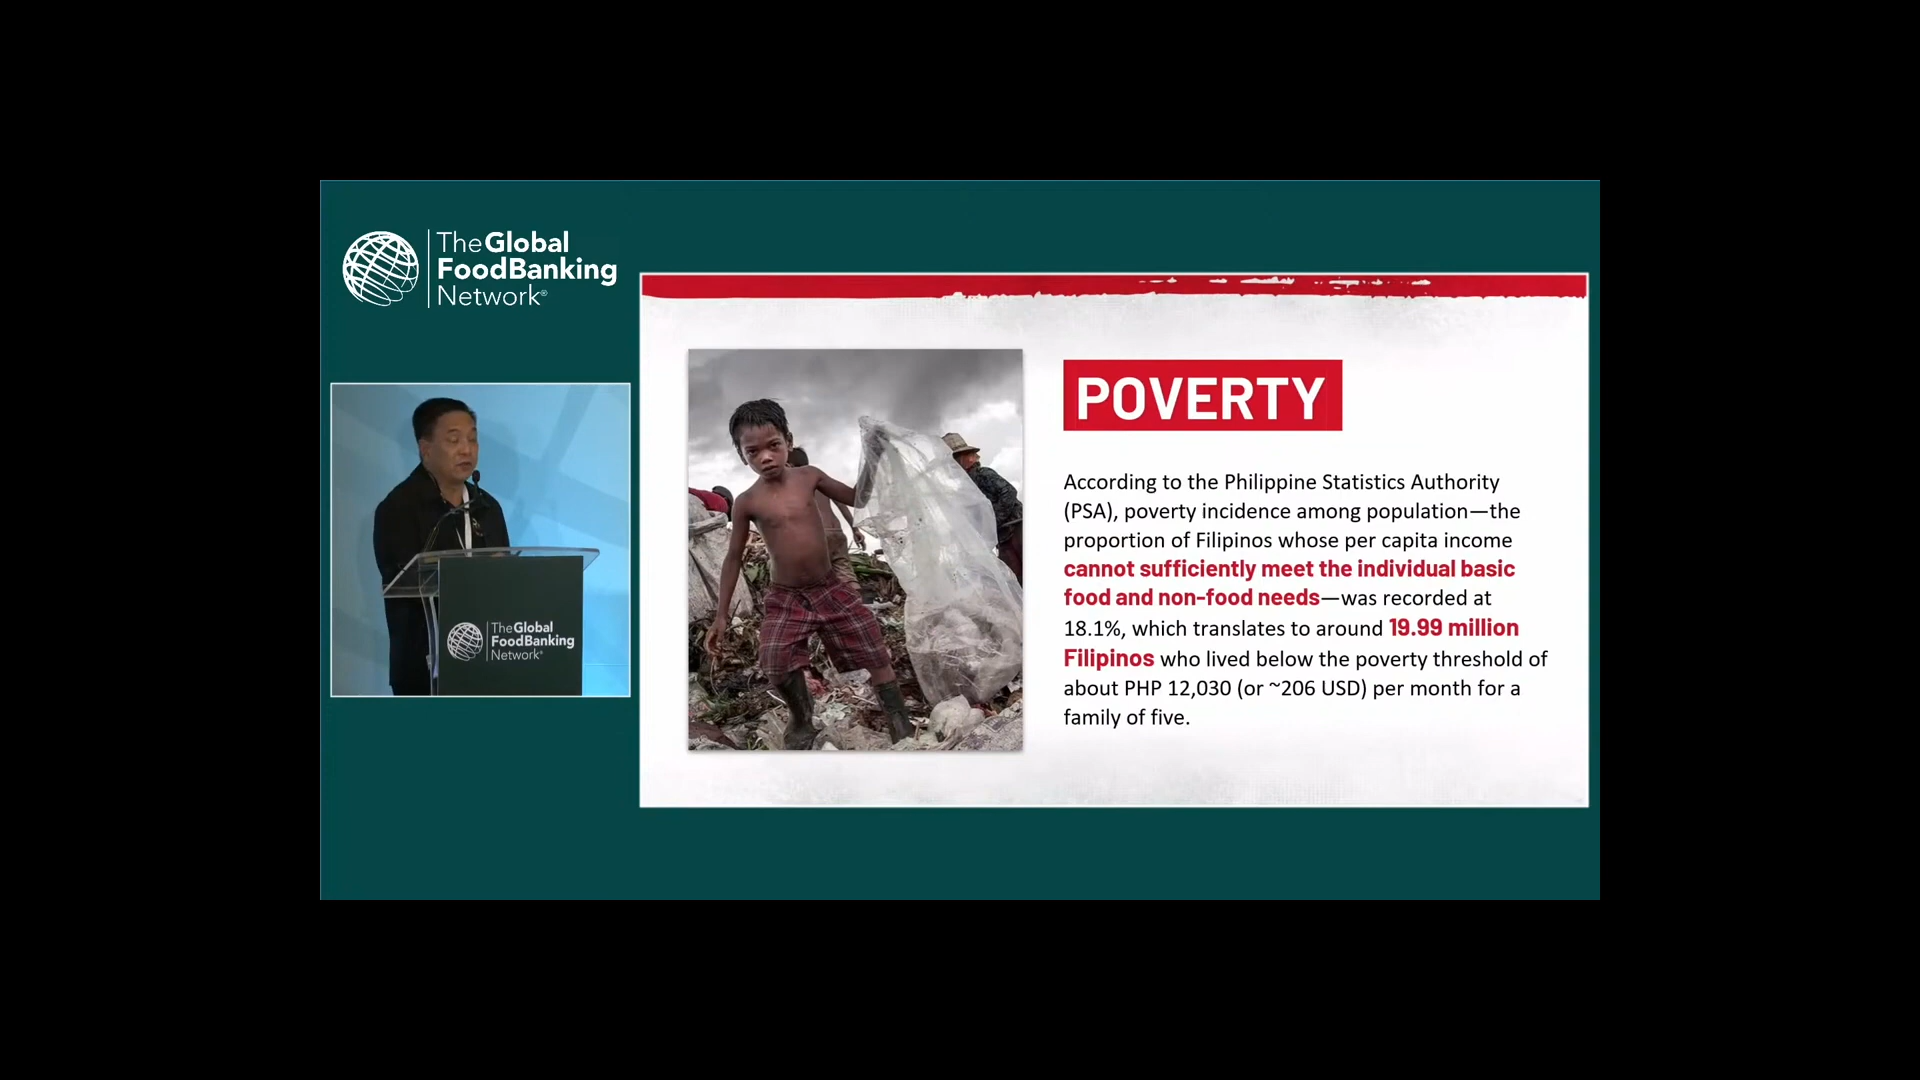 The Global
FoodBanking
Network®
POVERTY
According to the Philippine Statistics Authority
(PSA), poverty incidence among population—the
proportion of Filipinos whose per capita income
cannot sufficiently meet the individual basic
food and non-food needs—was recorded at
18.1%, which translates to around 19.99 million
Filipinos who lived below the poverty threshold of
about PHP 12,030 (or ~206 USD) per month for a
family of five.
The Global
FoodBanking
Network®